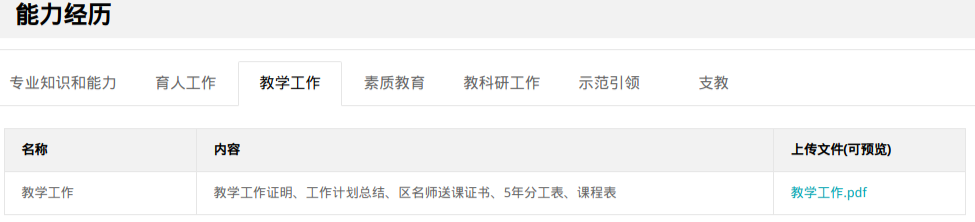 能力经历
专业知识和能力 育人工作 教学工作 素质教育 教科研工作 示范引领 支教
名称 内容 上传文件(可预览)
教学工作 教学工作证明、工作计划总结、区名师送课证书、5年分工表、课程表 教学工作.pdf